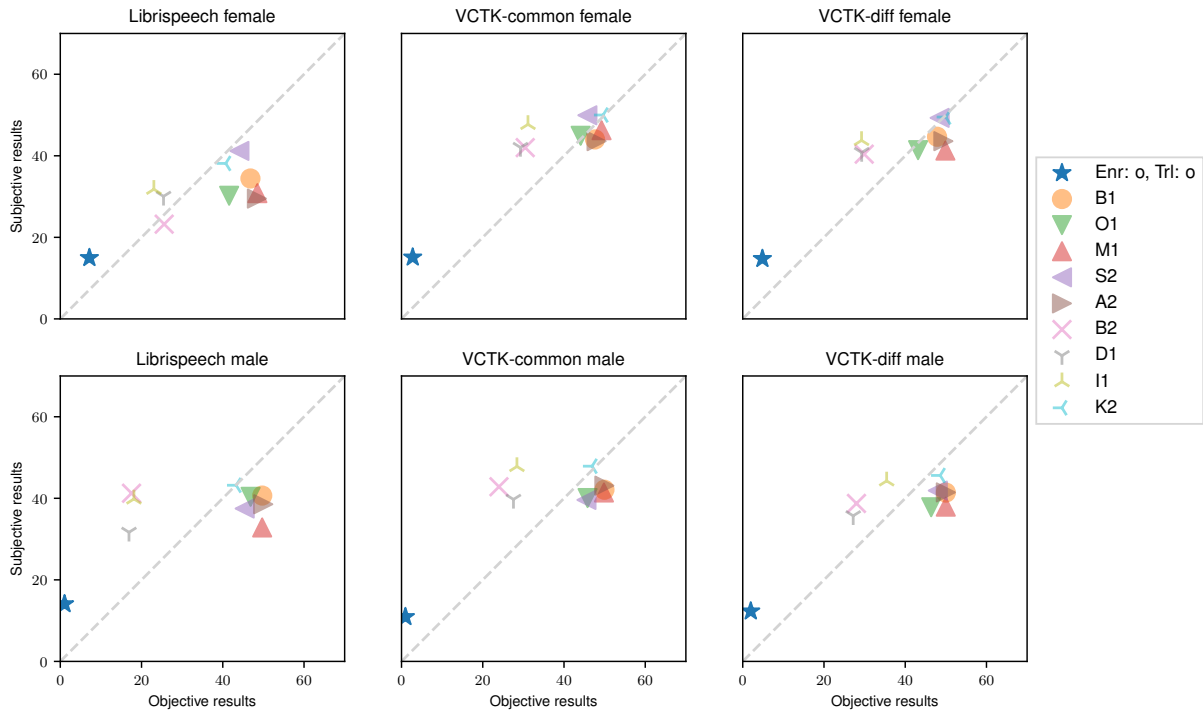 Librispeech female
VCTK-common female
VCTK-diff female
60
40
20
0
Subjective results
Enr: o, Trl: o
B1
O1
M1
S2
A2
B2
D1
I1
K2
Librispeech male
VCTK-common male
VCTK-diff male
60
40
20
0
Subjective results
0 20 40 60
0 20 40 60
0 20 40 60
Objective results
Objective results
Objective results